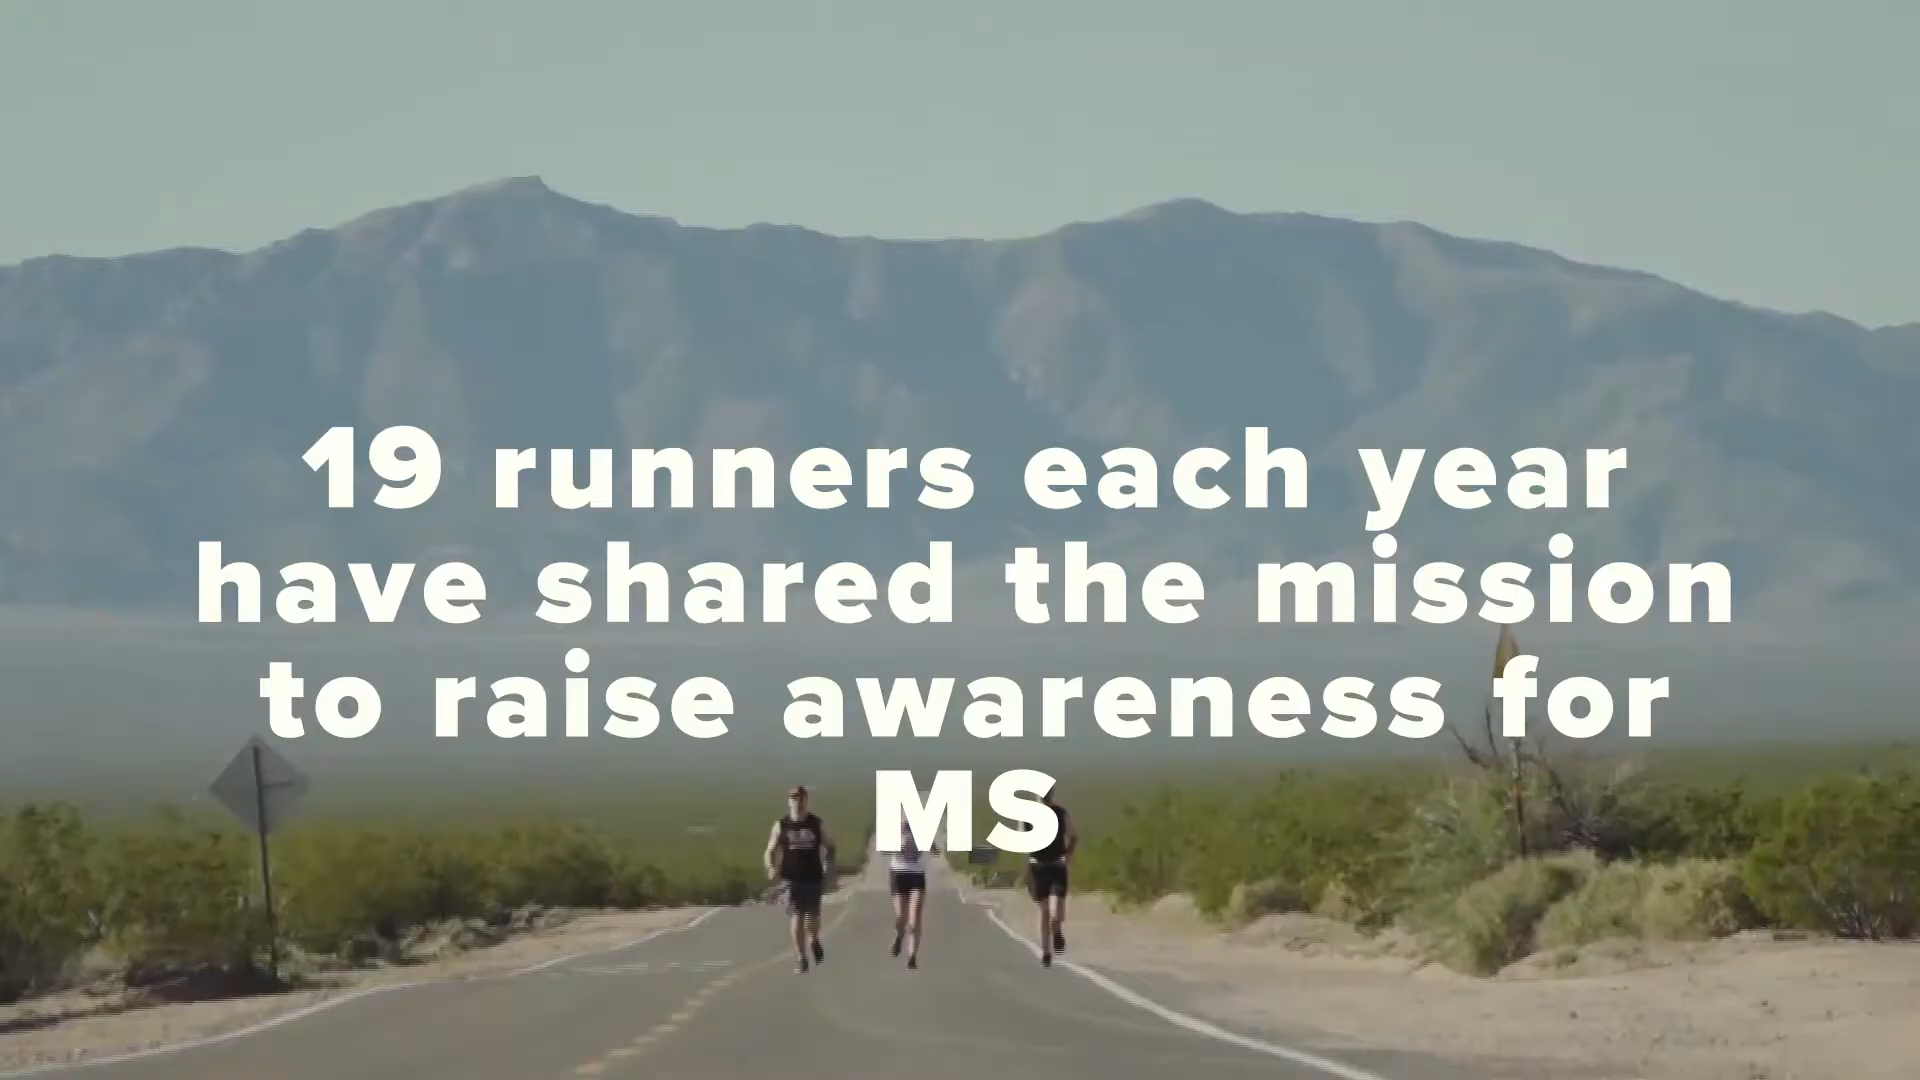 19 runners each year
have shared the mission
to raise awareness for
MS